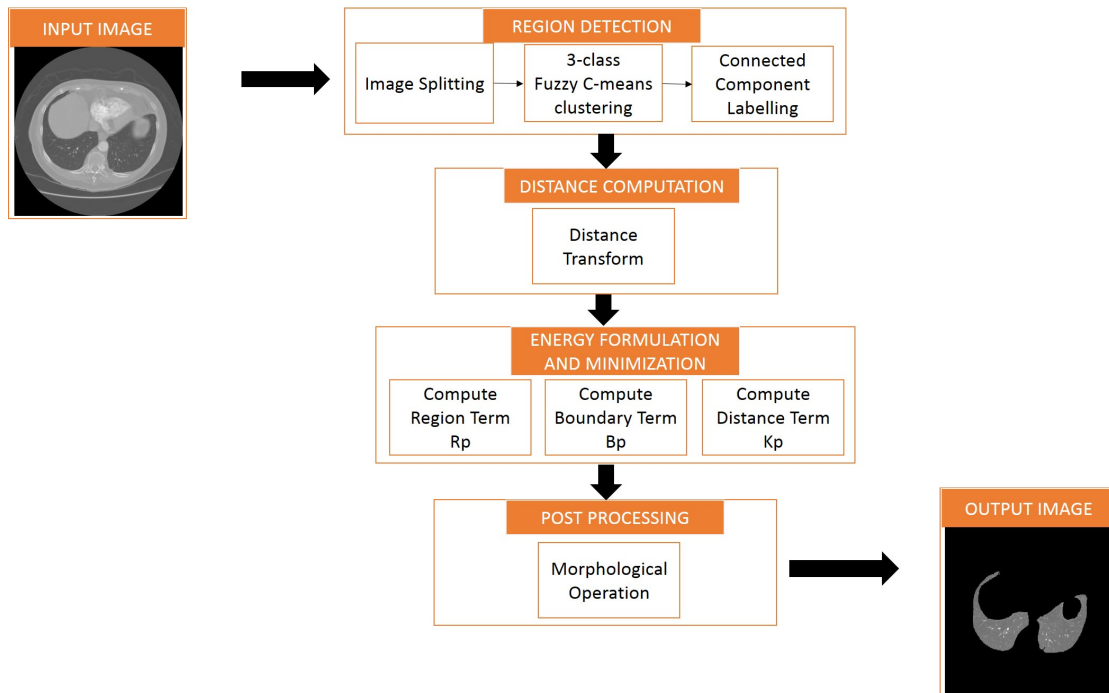 INPUT IMAGE
REGION DETECTION
Image Splitting
3-class
Fuzzy C-means
clustering
Connected
Component
Labelling
DISTANCE COMPUTATION
Distance
Transform
ENERGY FORMULATION
AND MINIMIZATION
Compute
Region Term
Rp
Compute
Boundary Term
Bp
Compute
Distance Term
Kp
POST PROCESSING
Morphological
Operation
OUTPUT IMAGE